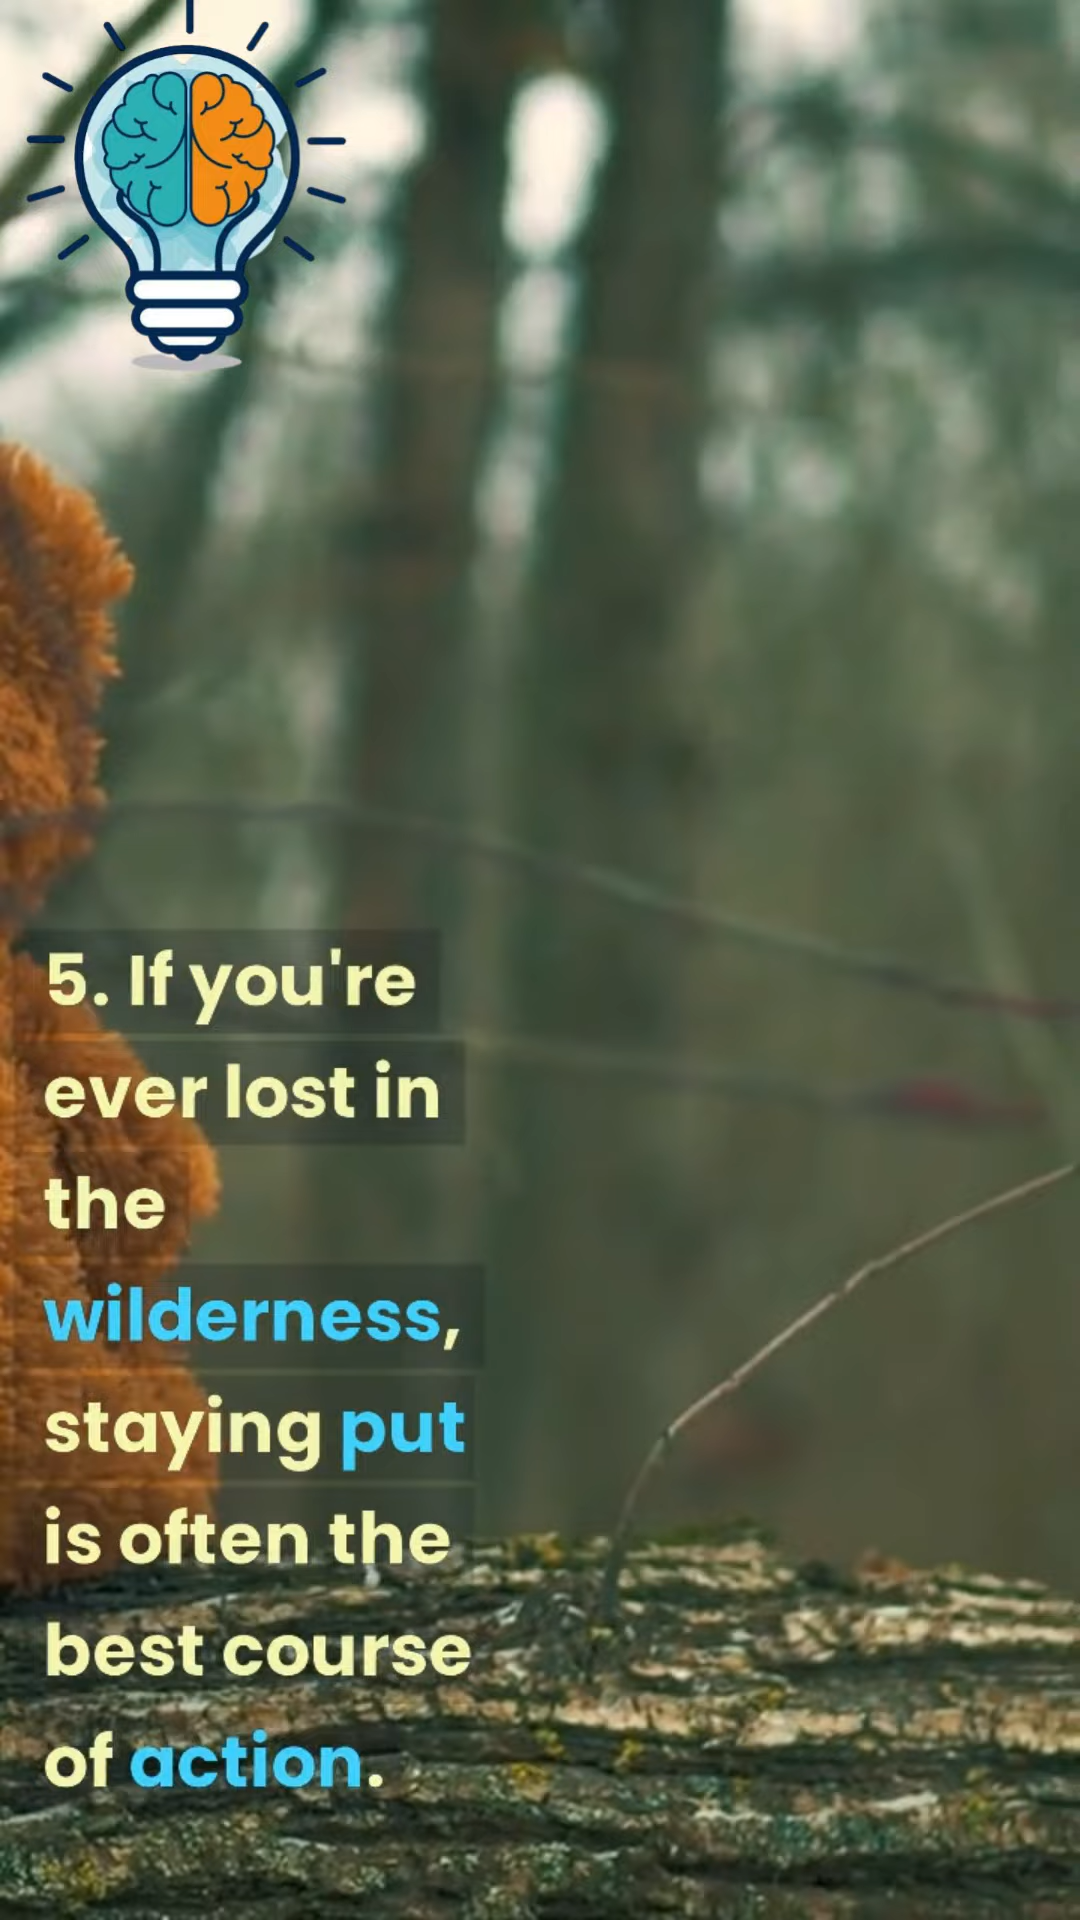 5. If you're
ever lost in
the
wilderness,
staying put
is often the
best course
of action.